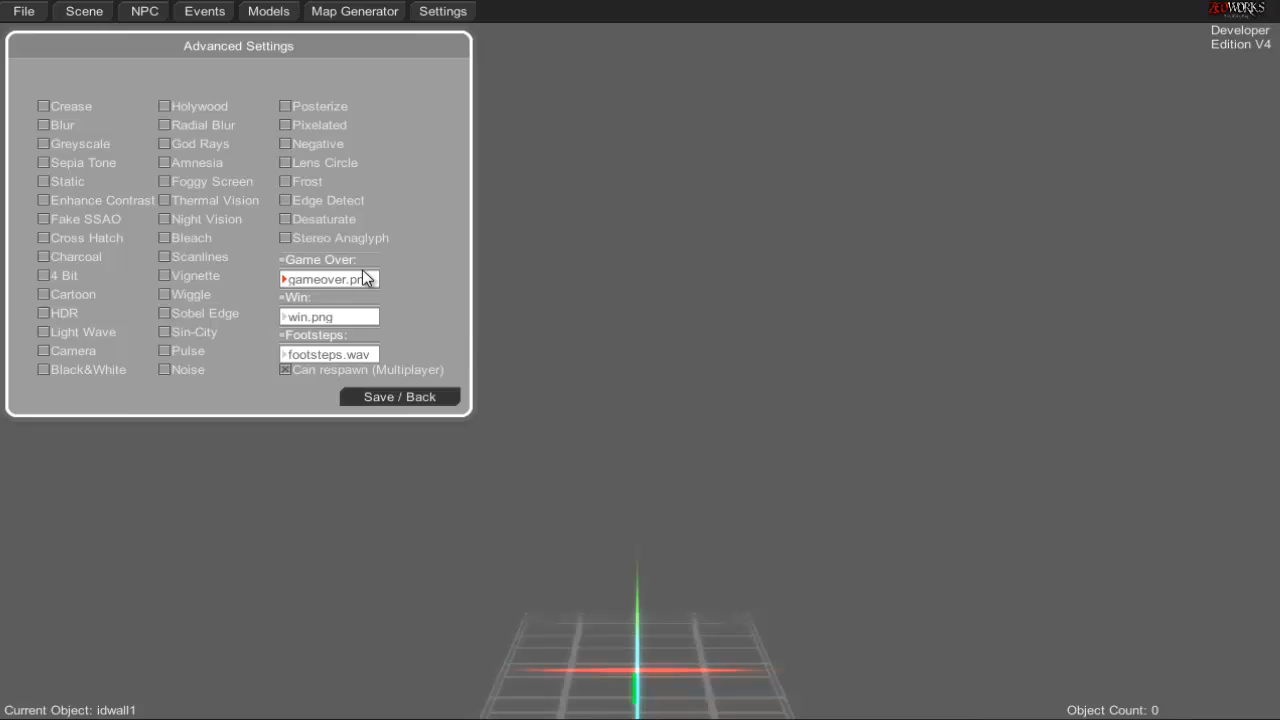 File Scene NPC Events Models Map Generator Settings
ZEOWORKS
Developer
Edition V4
Advanced Settings
Crease Holywood Posterize
Blur Radial Blur Pixelated
Greyscale God Rays Negative
Sepia Tone Amnesia Lens Circle
Static Foggy Screen Frost
Enhance Contrast Thermal Vision Edge Detect
Fake SSAO Night Vision Desaturate
Cross Hatch Bleach Stereo Anaglyph
Charcoal Scanlines Game Over:
4 Bit Vignette gameover.pn
Cartoon Wiggle Win:
HDR Sobel Edge win.png
Light Wave Sin-City Footsteps:
Camera Pulse footsteps.wav
Black&White Noise Can respawn (Multiplayer)
Save / Back
Current Object: idwall1 Object Count: 0